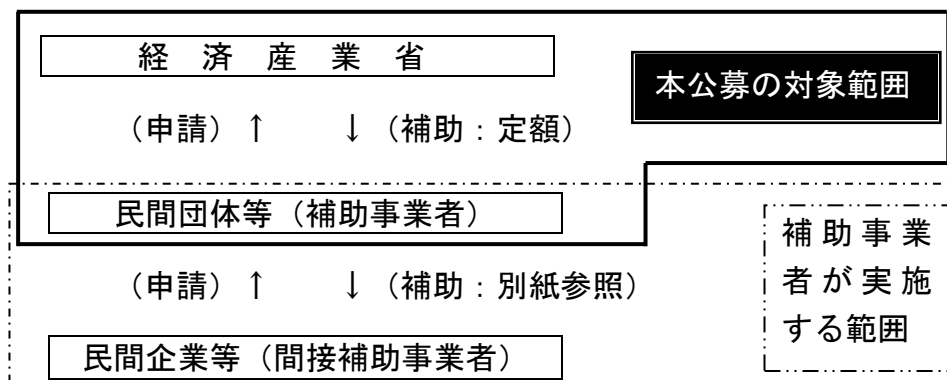 経済産業省
本公募の対象範囲
（申請）↑ ↓（補助：定額）
民間団体等（補助事業者）
補助事業
者が実施
する範囲
（申請）↑ ↓（補助：別紙参照）
民間企業等（間接補助事業者）